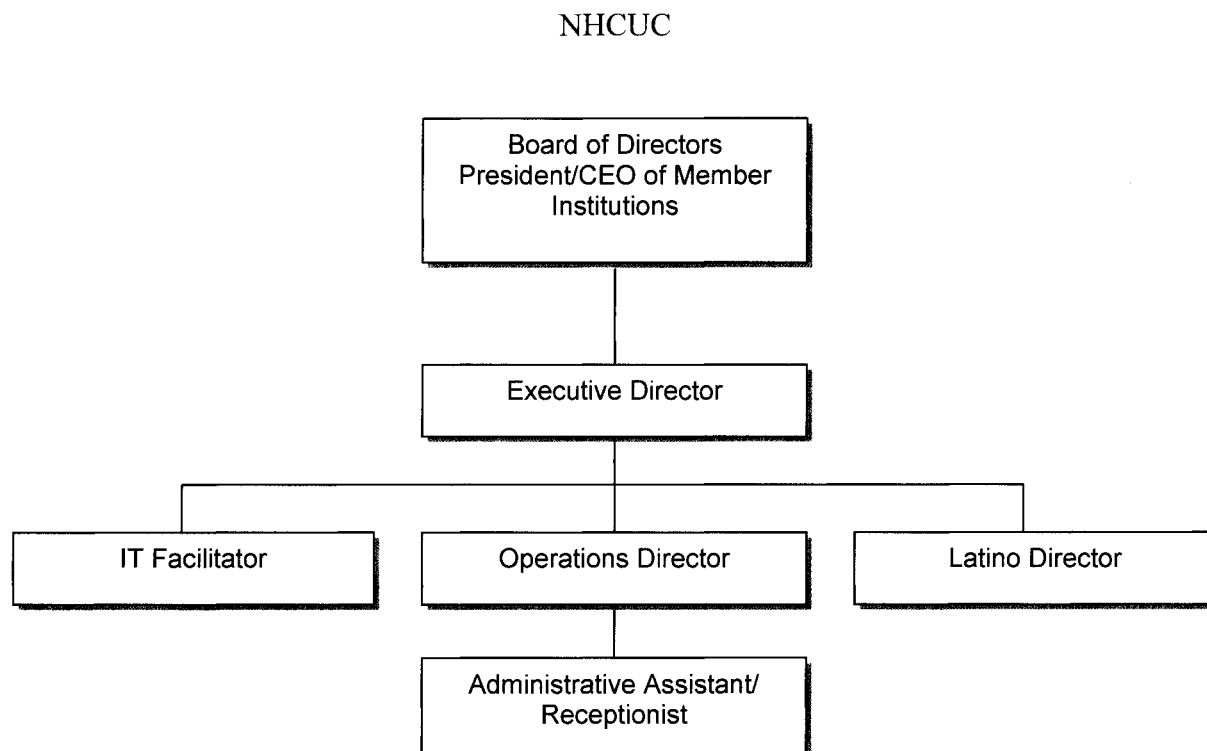 NHCUC
Board of Directors
President/CEO of Member
Institutions
Executive Director
IT Facilitator
Operations Director
Latino Director
Administrative Assistant/
Receptionist